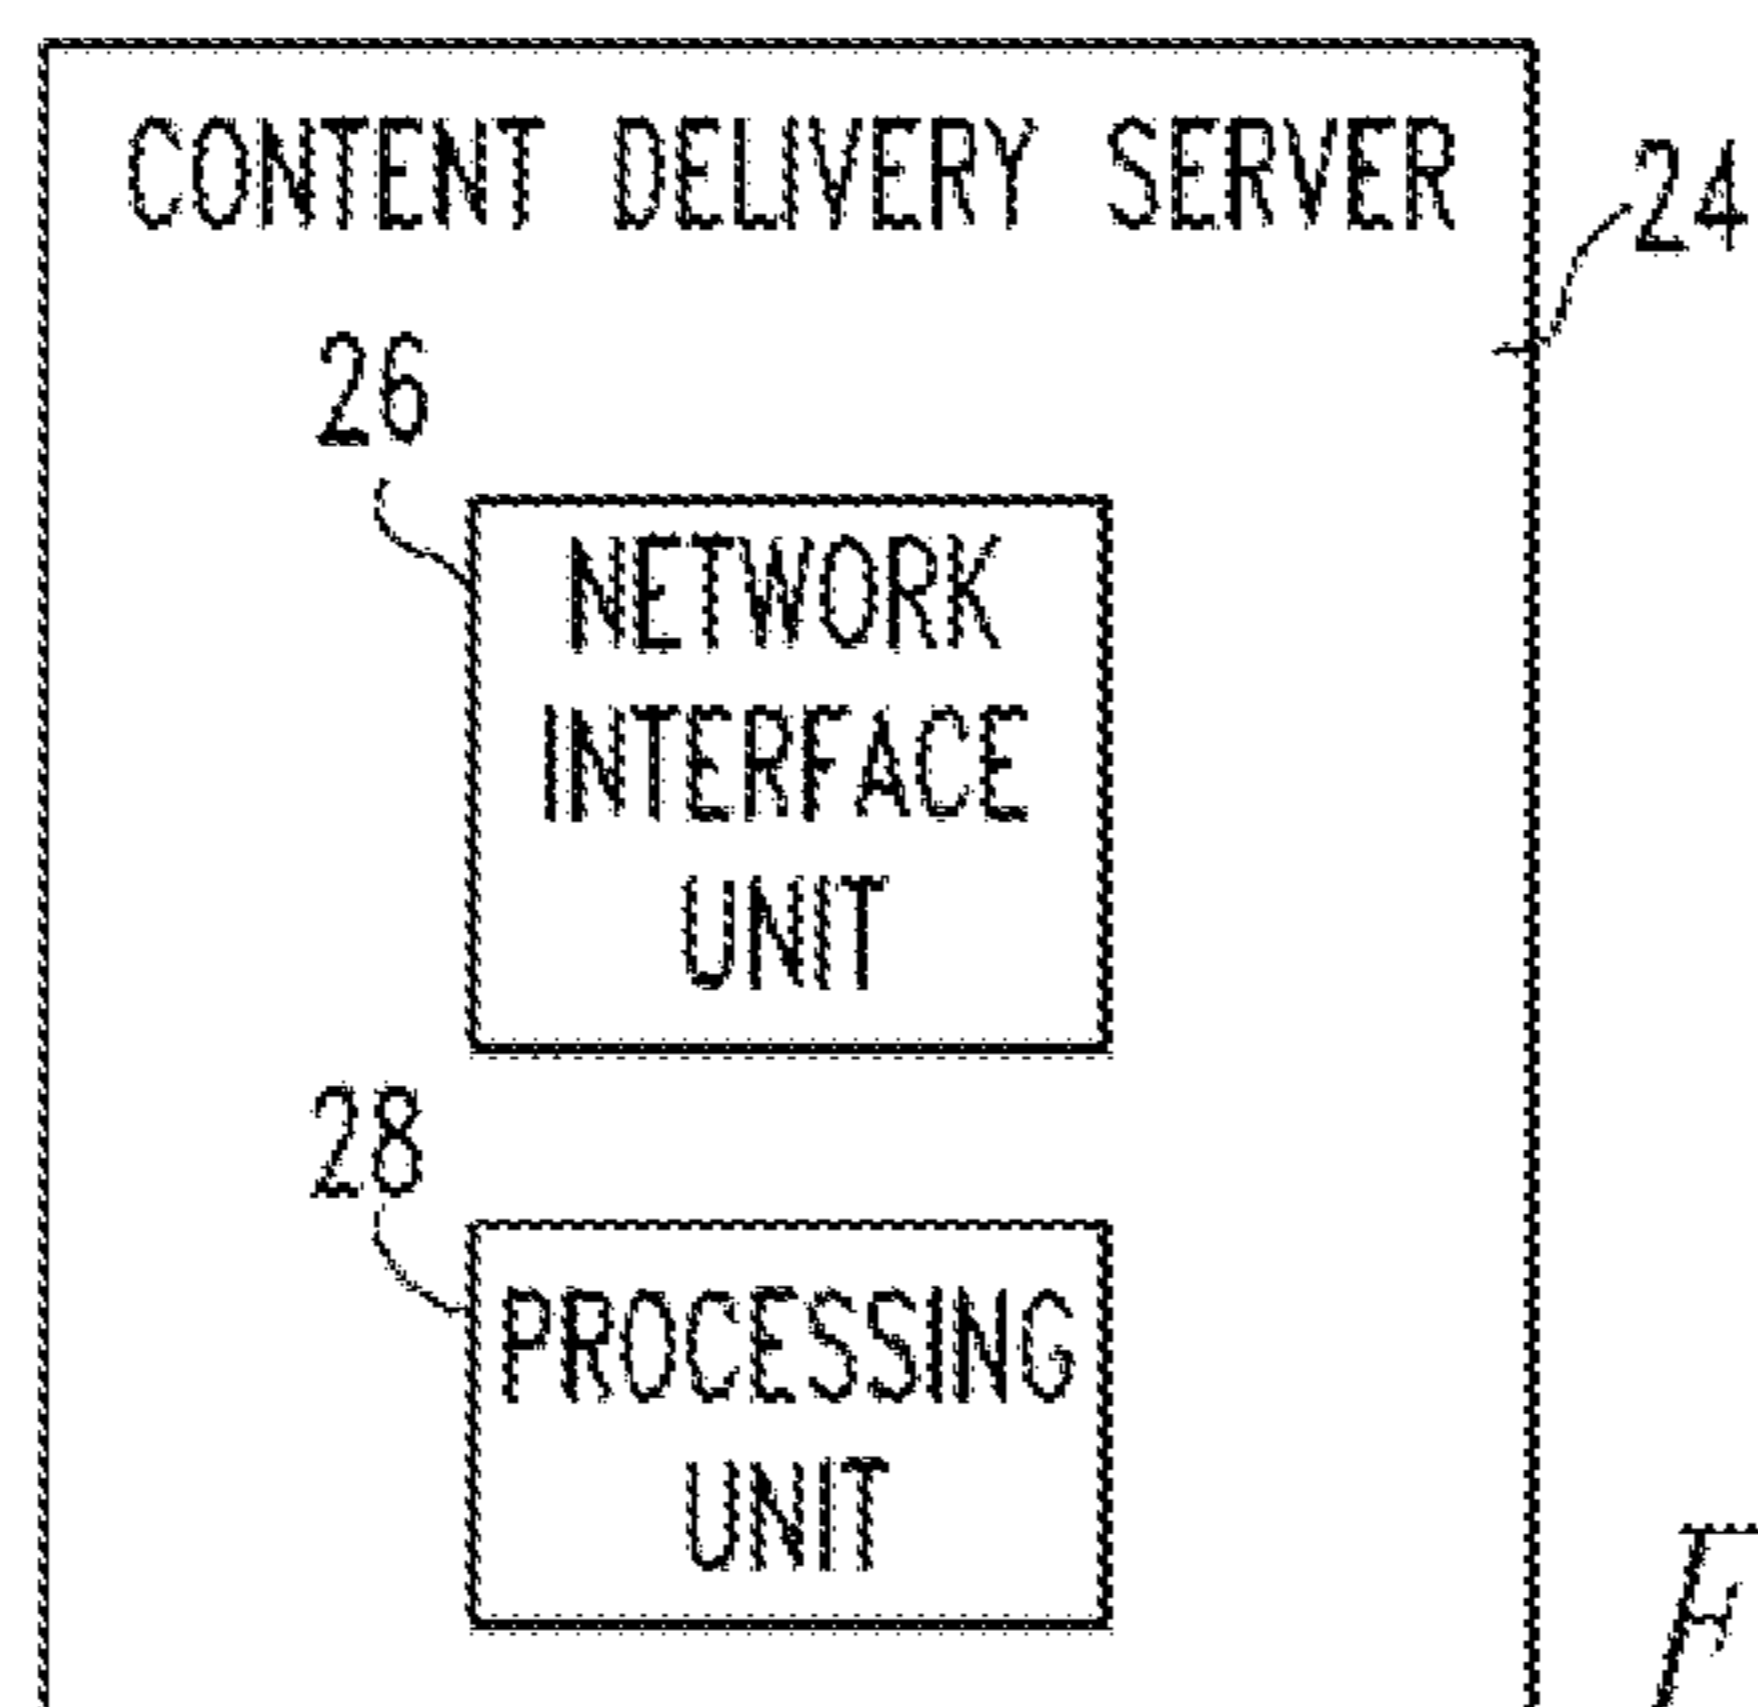 CONTENT DELIVERY SERVER
24
26
NETWORK
INTERFACE
UNIT
28
PROCESSING
UNIT
F